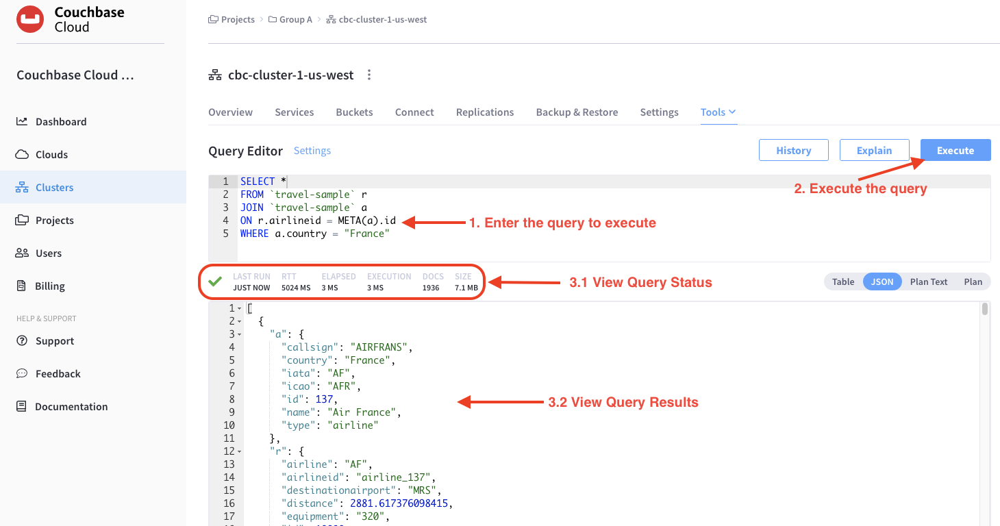 Couchbase
Cloud
Projects > Group A > cbc-cluster-1-us-west
Couchbase Cloud ...
Dashboard
Clouds
Clusters
Projects
Users
Billing
HELP & SUPPORT
Support
Feedback
Documentation
cbc-cluster-1-us-west
Overview Services Buckets Connect Replications Backup & Restore Settings Tools
Query Editor Settings
History Explain Execute
2. Execute the query
1 SELECT *
2 FROM `travel-sample` r
3 JOIN `travel-sample` a
4 ON r.airlineid = META(a).id
5 WHERE a.country = "France"
1. Enter the query to execute
LAST RUN RTT ELAPSED EXECUTION DOCS SIZE
JUST NOW 5024 MS 3 MS 3 MS 1936 7.1 MB
3.1 View Query Status
Table JSON Plan Text Plan
1 [
2 {
3 "a": {
4 "callsign": "AIRFRANS",
5 "country": "France",
6 "iata": "AF",
7 "icao": "AFR",
8 "id": 137,
9 "name": "Air France",
10 "type": "airline"
11 },
12 "r": {
13 "airline": "AF",
14 "airlineid": "airline_137",
15 "destinationairport": "MRS",
16 "distance": 2881.617376098415,
17 "equipment": "320",
3.2 View Query Results